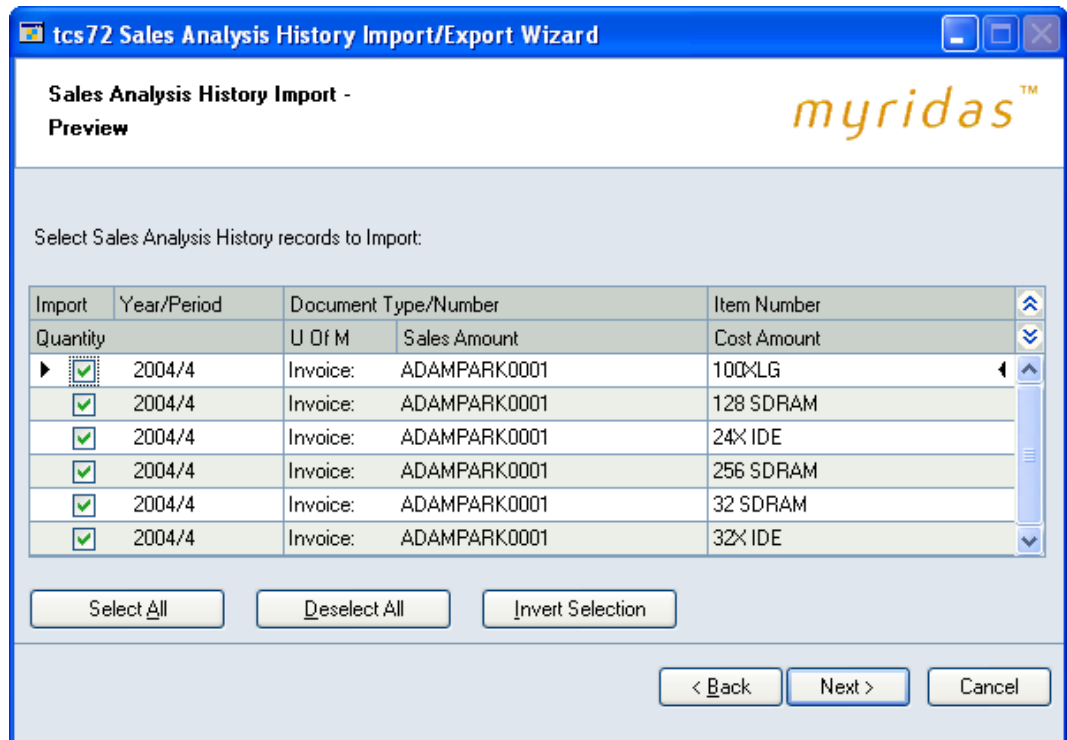 tcs72 Sales Analysis History Import/Export Wizard
Sales Analysis History Import -
Preview
myridas™
Select Sales Analysis History records to Import:
Import Year/Period Document Type/Number Item Number
Quantity U Of M Sales Amount Cost Amount
2004/4 Invoice: ADAMPARK0001 100XLG
2004/4 Invoice: ADAMPARK0001 128 SDRAM
2004/4 Invoice: ADAMPARK0001 24X IDE
2004/4 Invoice: ADAMPARK0001 256 SDRAM
2004/4 Invoice: ADAMPARK0001 32 SDRAM
2004/4 Invoice: ADAMPARK0001 32X IDE
Select All Deselect All Invert Selection
< Back Next > Cancel